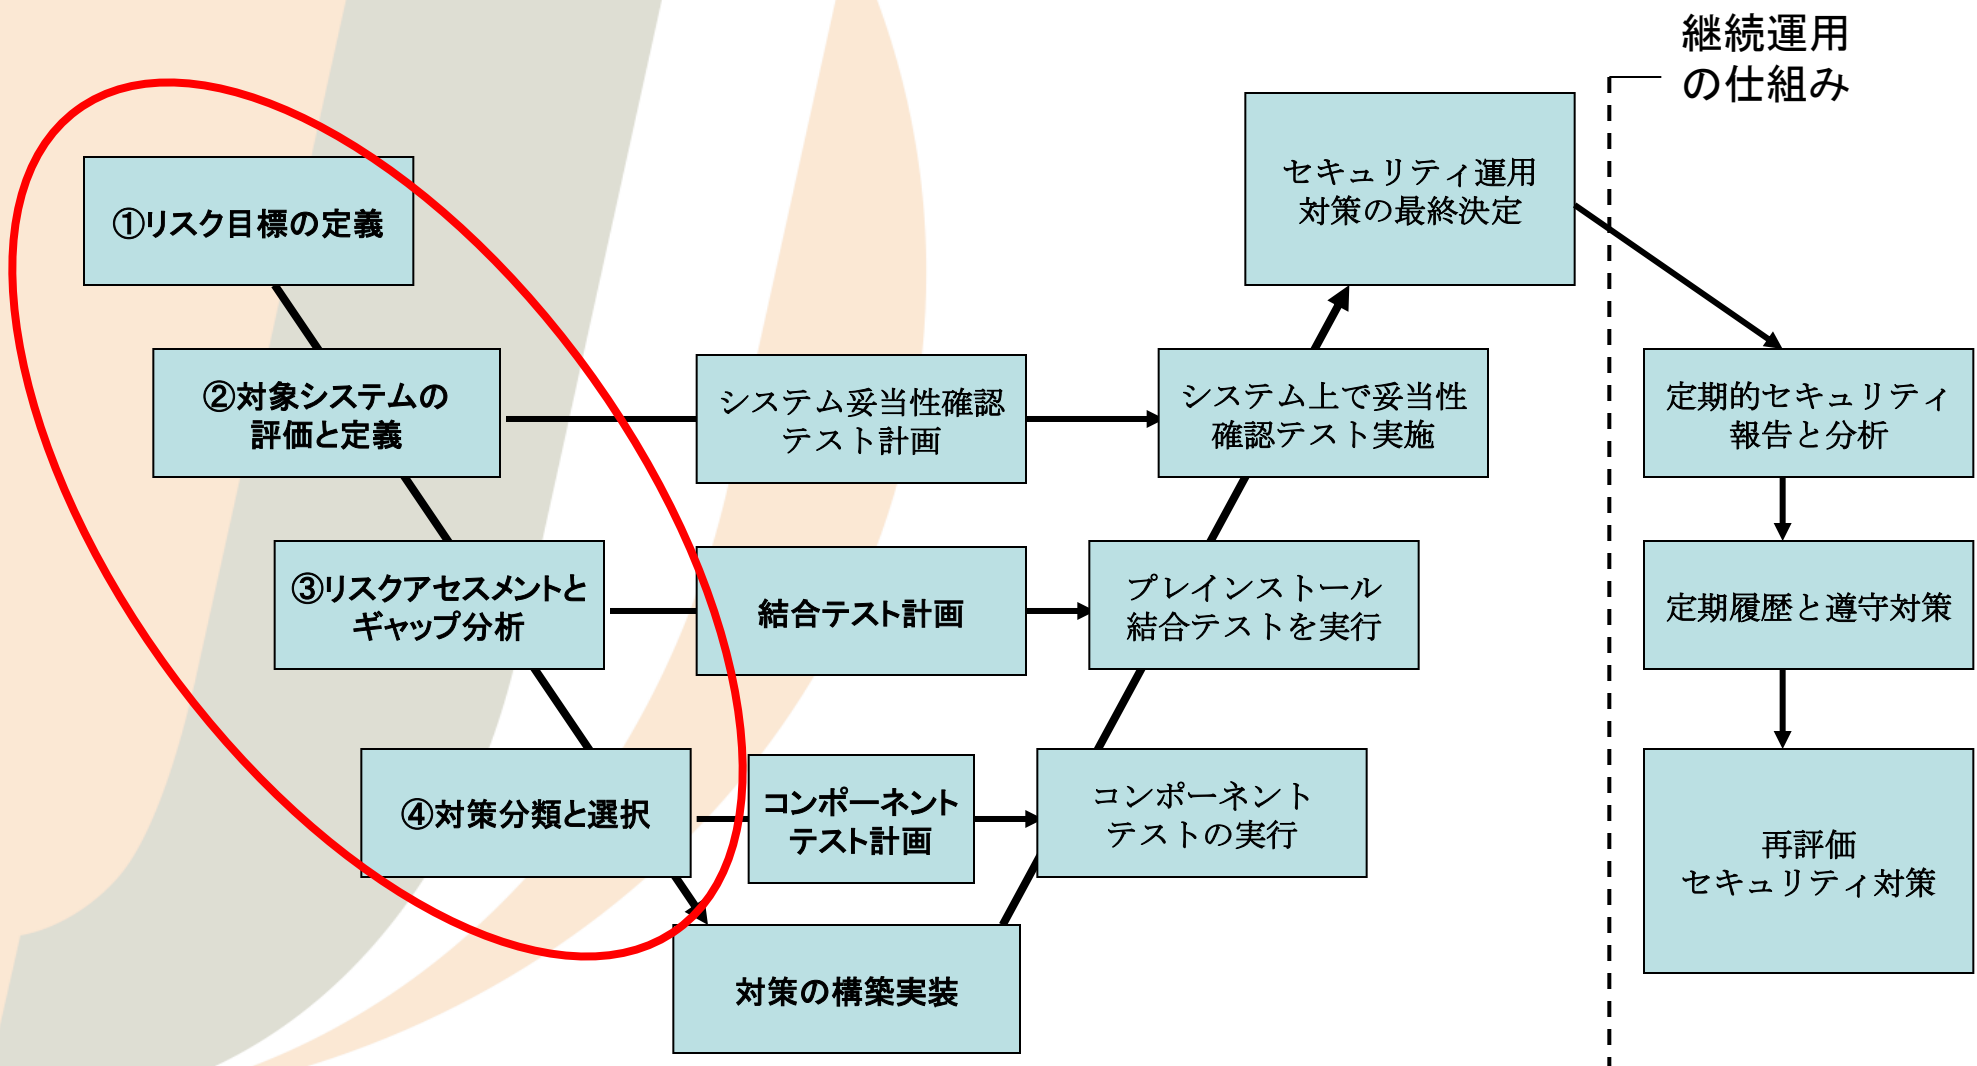 継続運用
の仕組み
セキュリティ運用
対策の最終決定
①リスク目標の定義
②対象システムの
評価と定義
システム妥当性確認
テスト計画
システム上で妥当性
確認テスト実施
定期的セキュリティ
報告と分析
③リスクアセスメントと
ギャップ分析
結合テスト計画
プレインストール
結合テストを実行
定期履歴と遵守対策
④対策分類と選択
コンポーネント
テスト計画
コンポーネント
テストの実行
再評価
セキュリティ対策
対策の構築実装